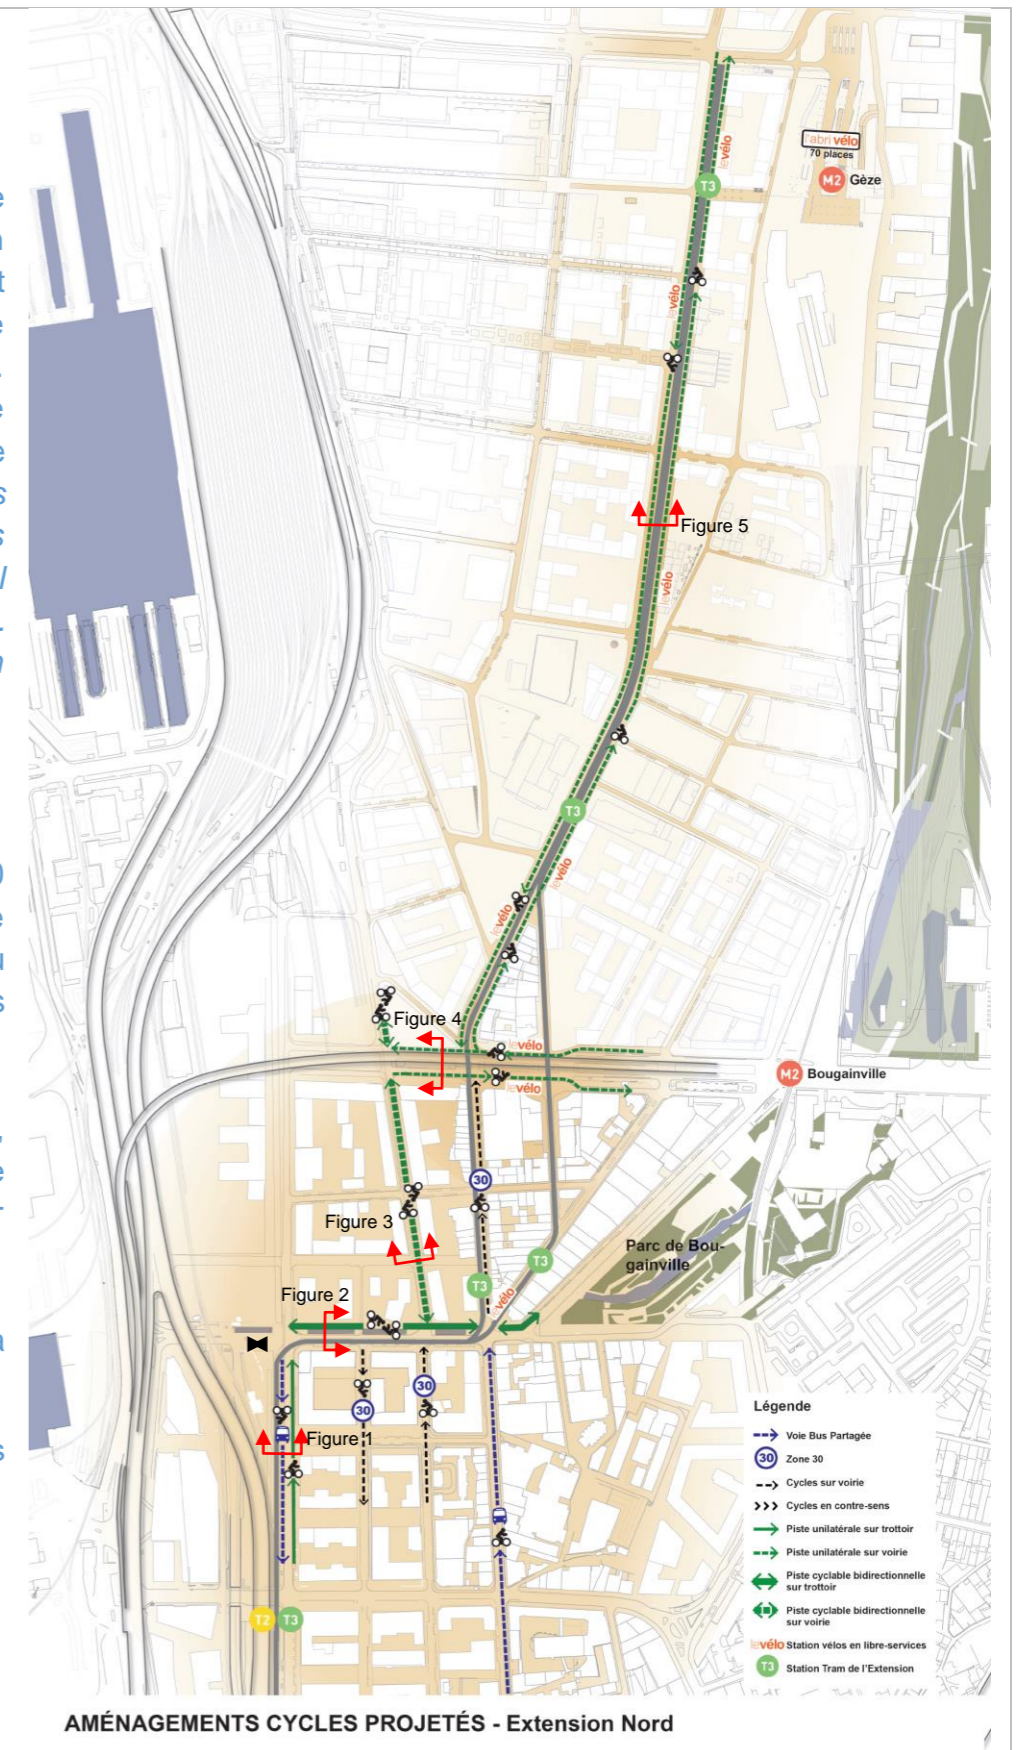 l'abri vélo
70 places
M2 Gèze
levélo
T3
levélo
Figure 5
levélo
T3
levélo
levélo
Figure 4
levélo
levélo
M2 Bougainville
30
Figure 3
Parc de Bou-
gainville
T3
T3
levélo
Figure 2
30
30
Figure 1
T2 T3
Légende
Voie Bus Partagée
30 Zone 30
Cycles sur voirie
Cycles en contre-sens
Piste unilatérale sur trottoir
Piste unilatérale sur voirie
Piste cyclable bidirectionnelle
sur trottoir
Piste cyclable bidirectionnelle
sur voirie
levélo Station vélos en libre-services
T3 Station Tram de l'Extension
AMÉNAGEMENTS CYCLES PROJETÉS - Extension Nord